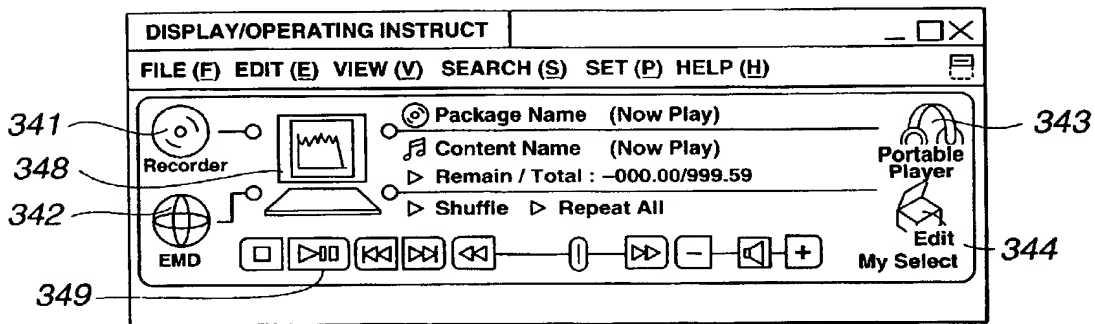 DISPLAY/OPERATING INSTRUCT
FILE (F) EDIT (E) VIEW (V) SEARCH (S) SET (P) HELP (H)
341
Recorder
348
342
EMD
349
Package Name (Now Play)
Content Name (Now Play)
Remain / Total : –000.00/999.59
Shuffle Repeat All
343
Portable
Player
Edit
My Select
344